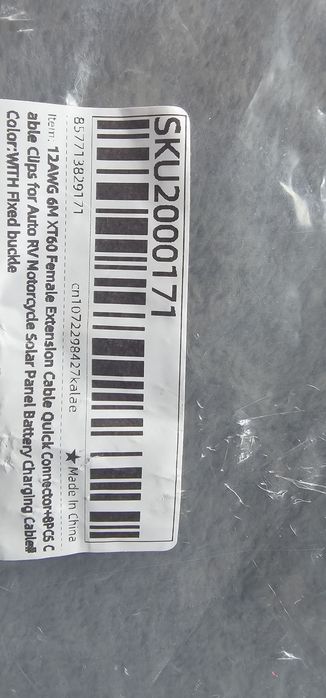 SKU2000171
857713829171 cn1072298427kalae ★Made in China
Item: 12AWG 6M XT60 Female Extension Cable Quick Connector+8PCS C
able Clips for Auto RV Motorcycle Solar Panel Battery Charging Cable#
Color:WITH Fixed buckle